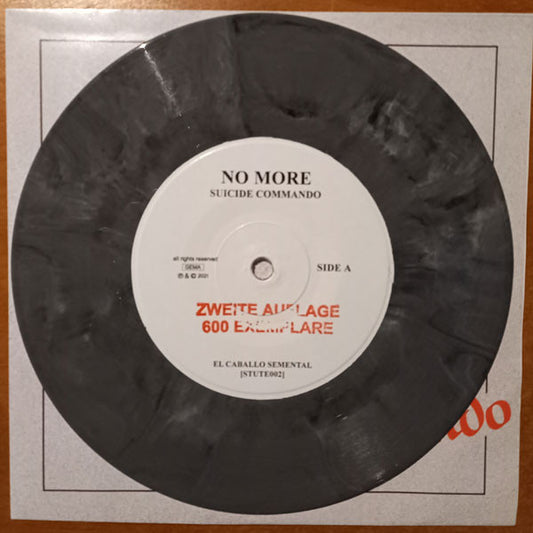 NO MORE
SUICIDE COMMANDO
all rights reserved
GEMA
℗ & © 2021
SIDE A
ZWEITE AUFLAGE
600 EXEMPLARE
EL CABALLO SEMENTAL
[STUTE002]